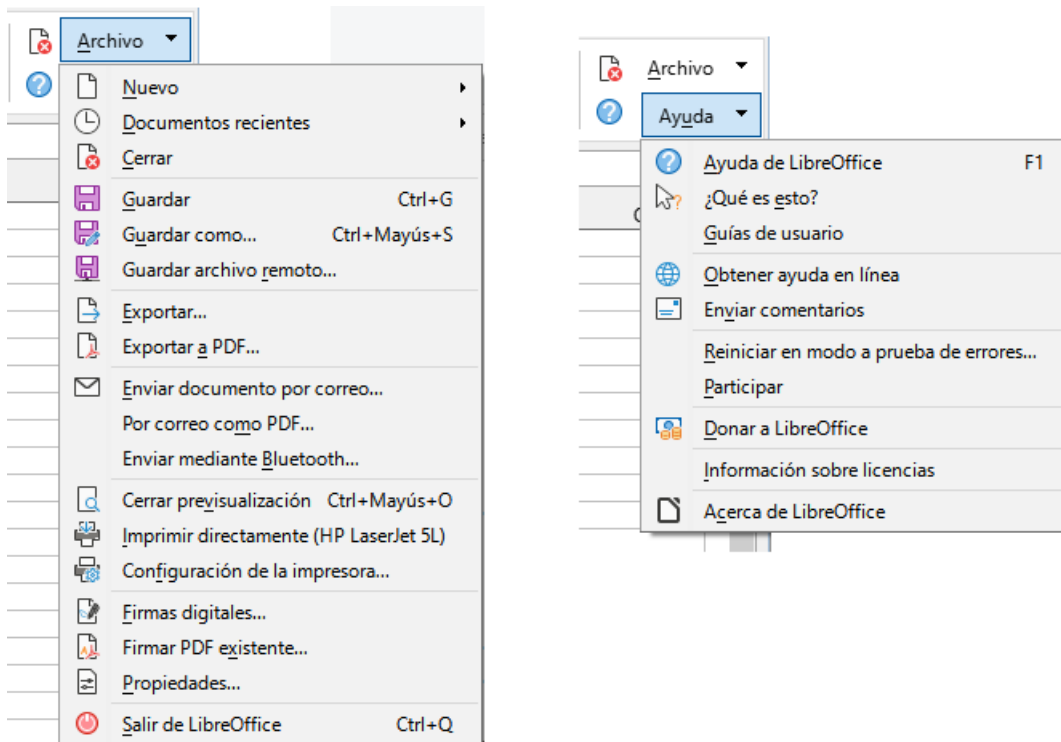 Archivo
Nuevo
Documentos recientes
Cerrar
Guardar Ctrl+G
Guardar como... Ctrl+Mayús+S
Guardar archivo remoto...
Exportar...
Exportar a PDF...
Enviar documento por correo...
Por correo como PDF...
Enviar mediante Bluetooth...
Cerrar previsualización Ctrl+Mayús+O
Imprimir directamente (HP LaserJet 5L)
Configuración de la impresora...
Firmas digitales...
Firmar PDF existente...
Propiedades...
Salir de LibreOffice Ctrl+Q
Archivo
Ayuda
Ayuda de LibreOffice F1
¿Qué es esto?
Guías de usuario
Obtener ayuda en línea
Enviar comentarios
Reiniciar en modo a prueba de errores...
Participar
Donar a LibreOffice
Información sobre licencias
Acerca de LibreOffice